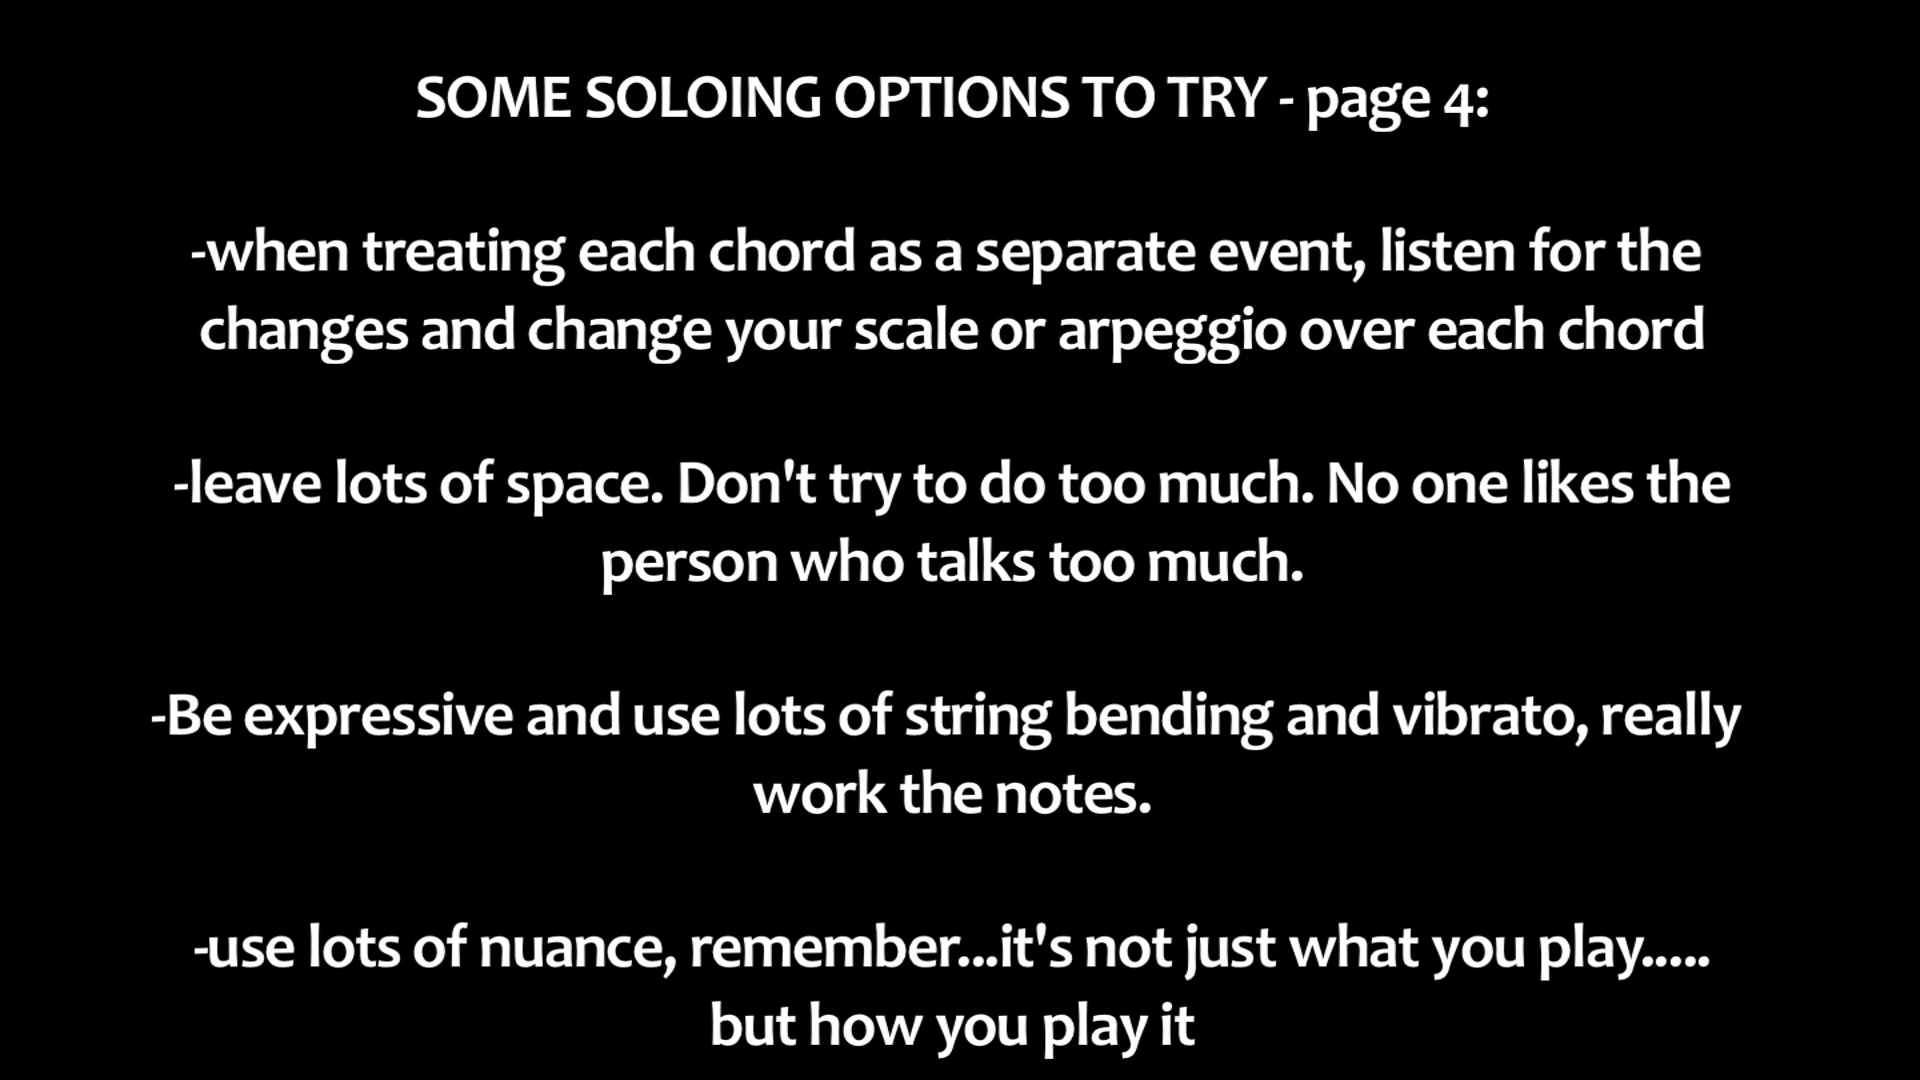 SOME SOLOING OPTIONS TO TRY - page 4:
-when treating each chord as a separate event, listen for the
changes and change your scale or arpeggio over each chord
-leave lots of space. Don't try to do too much. No one likes the
person who talks too much.
-Be expressive and use lots of string bending and vibrato, really
work the notes.
-use lots of nuance, remember...it's not just what you play.....
but how you play it